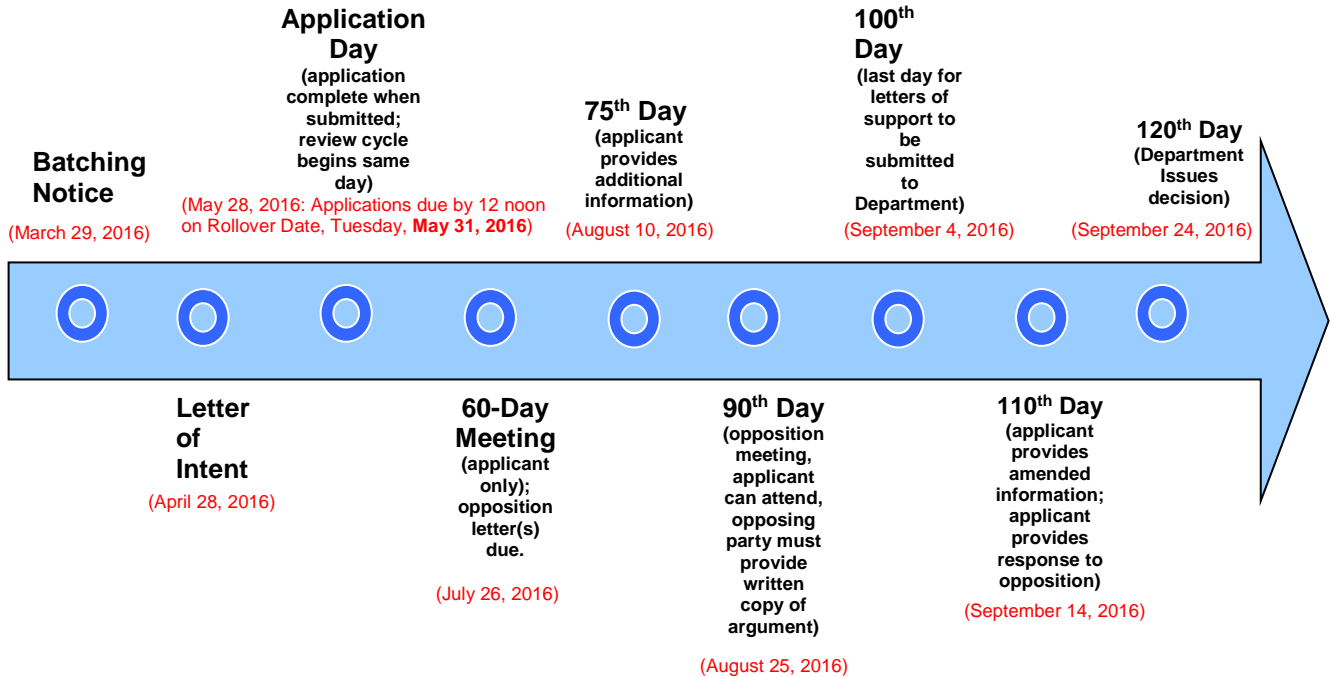 Batching
Notice
(March 29, 2016)
Letter
of
Intent
(April 28, 2016)
Application
Day
(application
complete when
submitted;
review cycle
begins same
day)
(May 28, 2016: Applications due by 12 noon
on Rollover Date, Tuesday, May 31, 2016)
60-Day
Meeting
(applicant
only);
opposition
letter(s)
due.
(July 26, 2016)
75th Day
(applicant
provides
additional
information)
(August 10, 2016)
90th Day
(opposition
meeting,
applicant
can attend,
opposing
party must
provide
written
copy of
argument)
(August 25, 2016)
100th
Day
(last day for
letters of
support to
be
submitted
to
Department)
(September 4, 2016)
110th Day
(applicant
provides
amended
information;
applicant
provides
response to
opposition)
(September 14, 2016)
120th Day
(Department
Issues
decision)
(September 24, 2016)